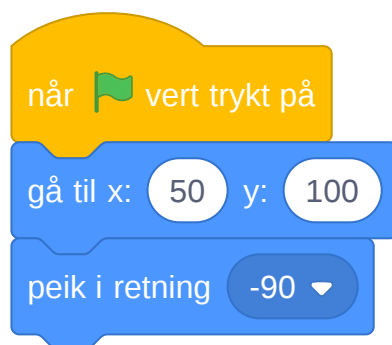 når vert trykt på
gå til x: 50 y: 100
peik i retning -90